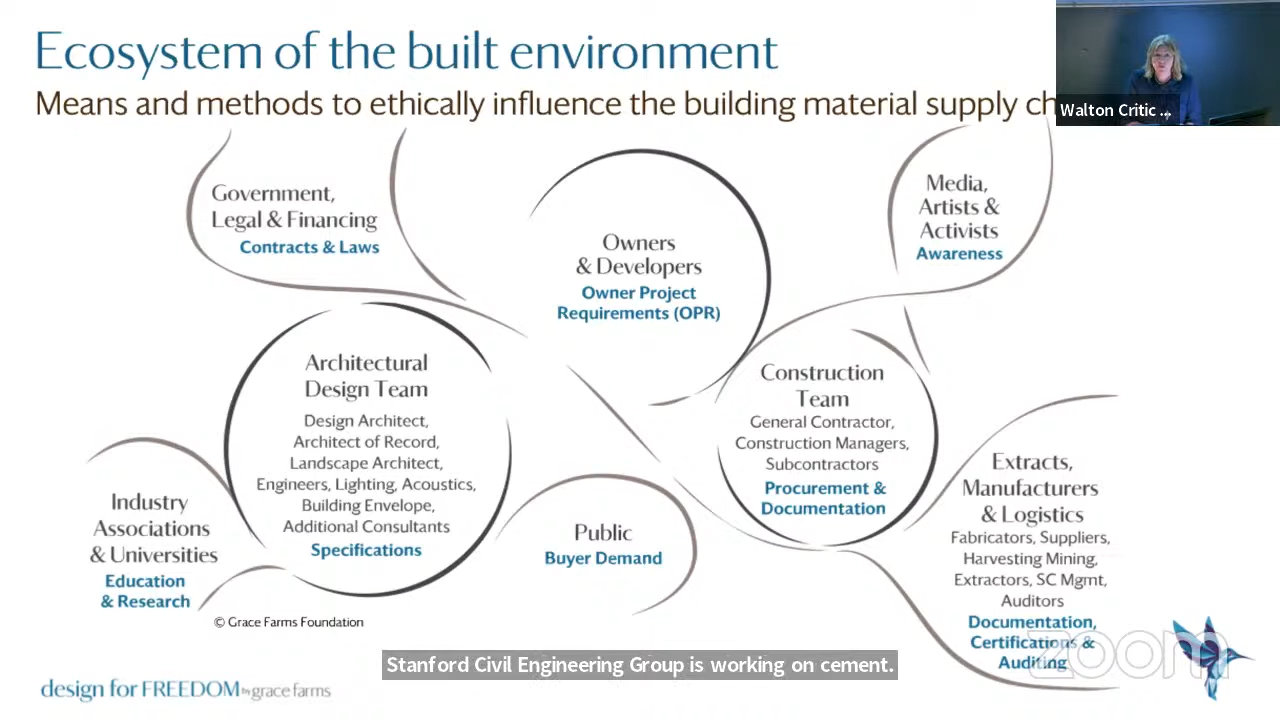 Ecosystem of the built environment
Means and methods to ethically influence the building material supply ch
Walton Critic ...
Government,
Legal & Financing
Contracts & Laws
Owners
& Developers
Owner Project
Requirements (OPR)
Media,
Artists &
Activists
Awareness
Architectural
Design Team
Design Architect,
Architect of Record,
Landscape Architect,
Engineers, Lighting, Acoustics,
Building Envelope,
Additional Consultants
Specifications
Construction
Team
General Contractor,
Construction Managers,
Subcontractors
Procurement &
Documentation
Industry
Associations
& Universities
Education
& Research
Public
Buyer Demand
Extracts,
Manufacturers
& Logistics
Fabricators, Suppliers,
Harvesting Mining,
Extractors, SC Mgmt,
Auditors
Documentation,
Certifications &
Auditing
© Grace Farms Foundation
Stanford Civil Engineering Group is working on cement.
zoom
design for FREEDOM by grace farms